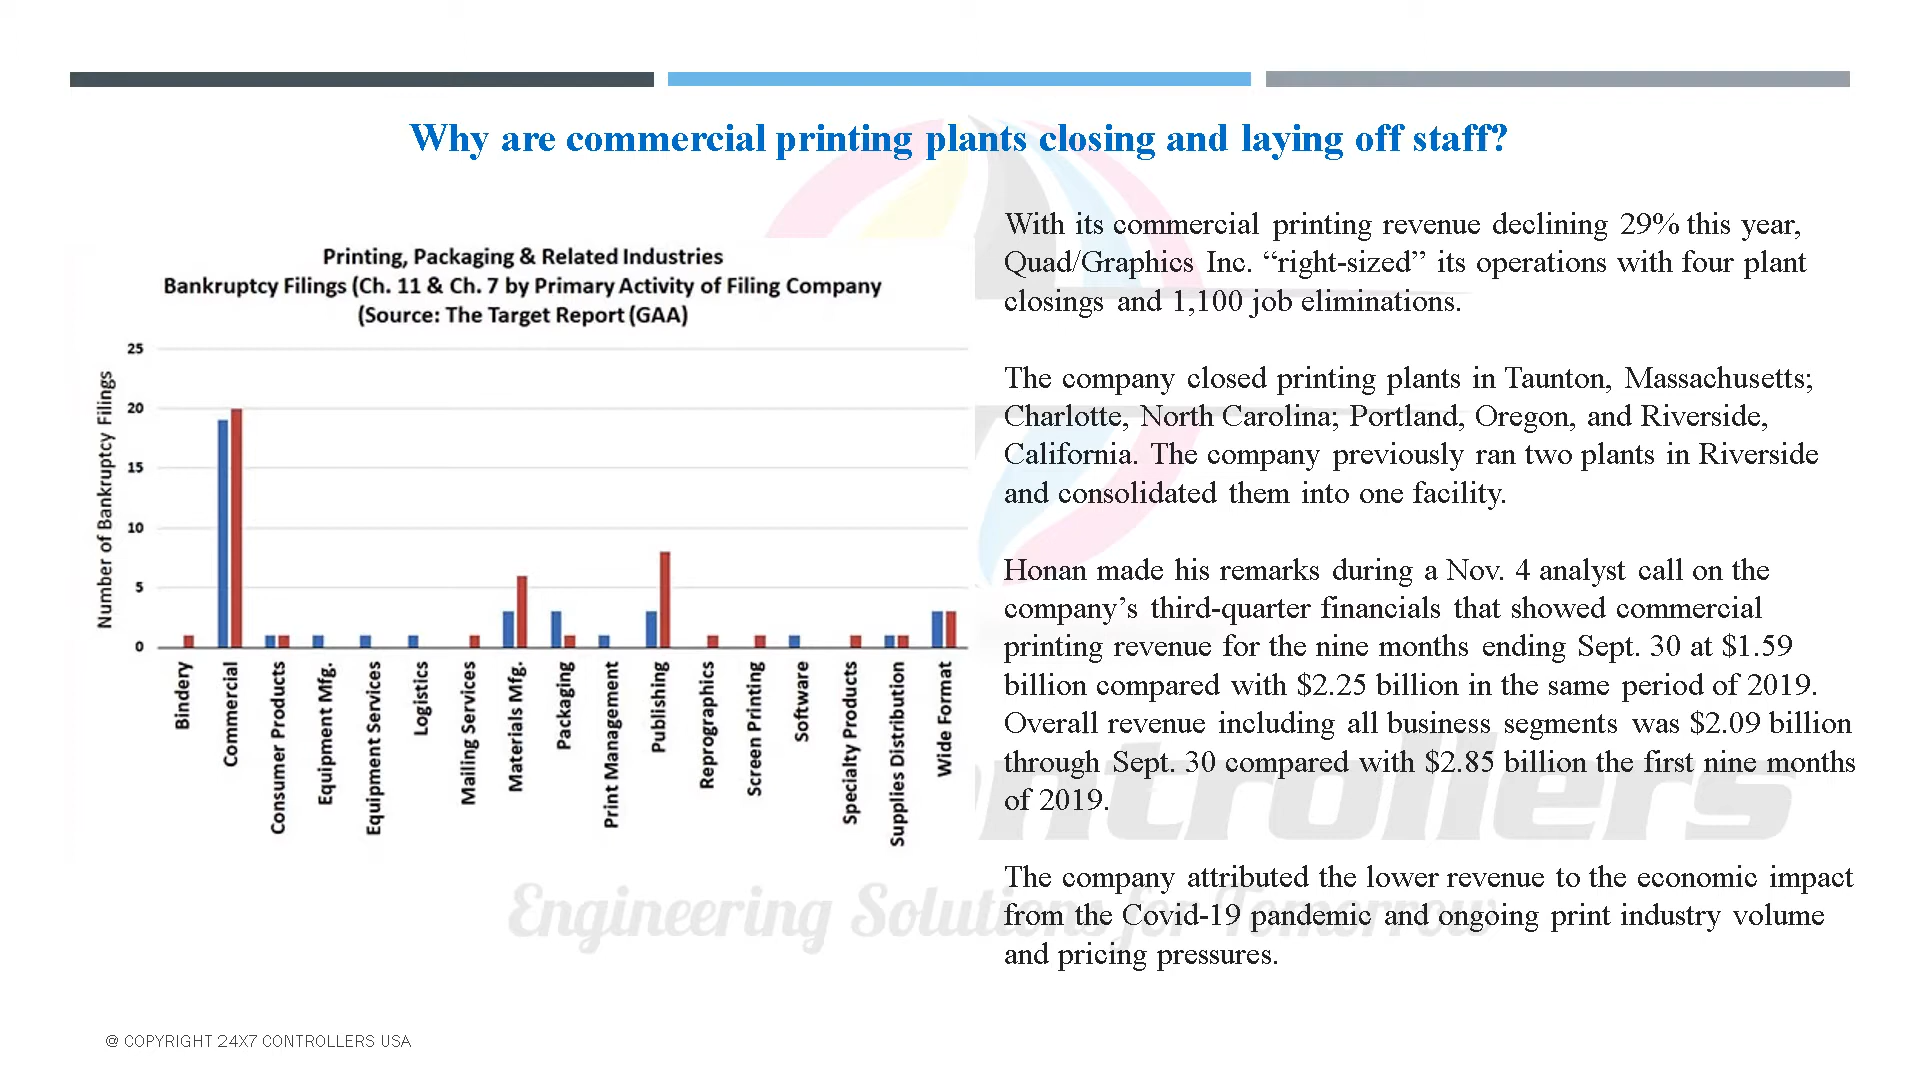 Why are commercial printing plants closing and laying off staff?
Printing, Packaging & Related Industries
Bankruptcy Filings (Ch. 11 & Ch. 7 by Primary Activity of Filing Company
(Source: The Target Report (GAA)
Number of Bankruptcy Filings
25
20
15
10
5
0
Bindery
Commercial
Consumer Products
Equipment Mfg.
Equipment Services
Logistics
Mailing Services
Materials Mfg.
Packaging
Print Management
Publishing
Reprographics
Screen Printing
Software
Specialty Products
Supplies Distribution
Wide Format
With its commercial printing revenue declining 29% this year,
Quad/Graphics Inc. “right-sized” its operations with four plant
closings and 1,100 job eliminations.
The company closed printing plants in Taunton, Massachusetts;
Charlotte, North Carolina; Portland, Oregon, and Riverside,
California. The company previously ran two plants in Riverside
and consolidated them into one facility.
Honan made his remarks during a Nov. 4 analyst call on the
company’s third-quarter financials that showed commercial
printing revenue for the nine months ending Sept. 30 at $1.59
billion compared with $2.25 billion in the same period of 2019.
Overall revenue including all business segments was $2.09 billion
through Sept. 30 compared with $2.85 billion the first nine months
of 2019.
The company attributed the lower revenue to the economic impact
from the Covid-19 pandemic and ongoing print industry volume
and pricing pressures.
Engineering Solutions for Tomorrow
@ COPYRIGHT 24X7 CONTROLLERS USA